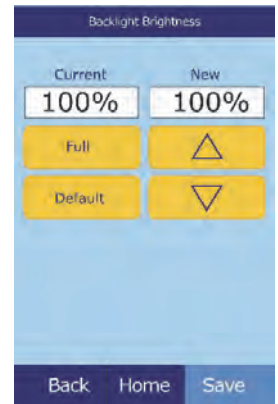 Backlight Brightness
Current New
100% 100%
Full
Default
Back Home Save